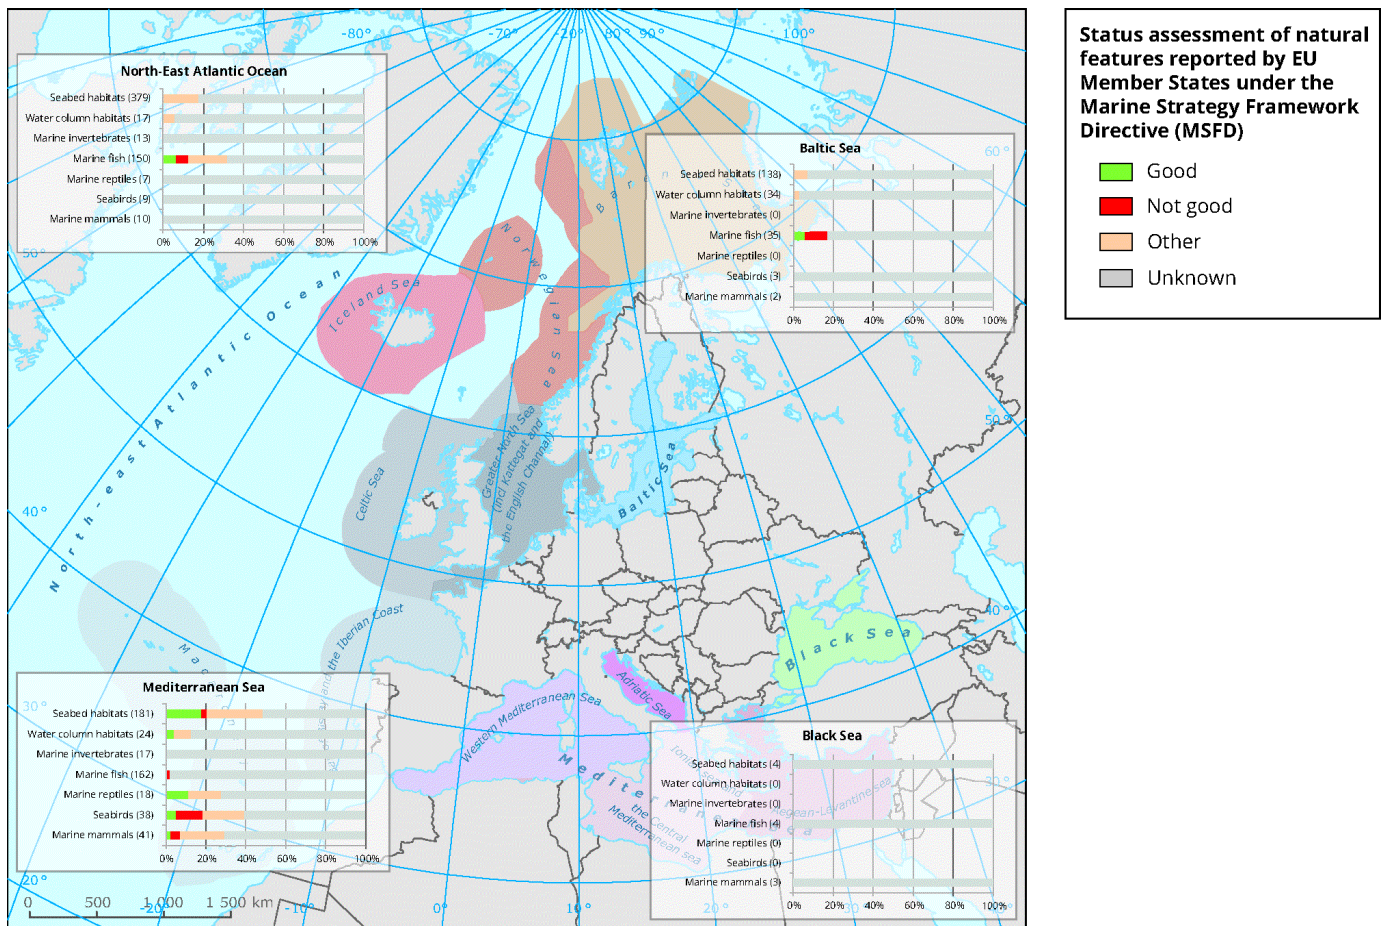 -80°
-70°
-20°
80°
90°
100°
60°
50°
50°
40°
40°
30°
20°
-20°
-10°
0°
10°
20°
North-East Atlantic Ocean
Seabed habitats (379)
Water column habitats (17)
Marine invertebrates (13)
Marine fish (150)
Marine reptiles (7)
Seabirds (9)
Marine mammals (10)
0% 20% 40% 60% 80% 100%
Baltic Sea
Seabed habitats (138)
Water column habitats (34)
Marine invertebrates (0)
Marine fish (35)
Marine reptiles (0)
Seabirds (3)
Marine mammals (2)
0% 20% 40% 60% 80% 100%
Norwegian Sea
Iceland Sea
North-east Atlantic Ocean
Celtic Sea
Greater North Sea
(incl Kattegat and
the English Channel)
Baltic Sea
and the Iberian Coast
Black Sea
Adriatic Sea
Western Mediterranean Sea
Mediterranean Sea
the Central
Mediterranean sea
Aegean-Levantine sea
Mediterranean Sea
Seabed habitats (181)
Water column habitats (24)
Marine invertebrates (17)
Marine fish (162)
Marine reptiles (18)
Seabirds (38)
Marine mammals (41)
0% 20% 40% 60% 80% 100%
Black Sea
Seabed habitats (4)
Water column habitats (0)
Marine invertebrates (0)
Marine fish (4)
Marine reptiles (0)
Seabirds (0)
Marine mammals (3)
0% 20% 40% 60% 80% 100%
0 500 1 000 1 500 km
Status assessment of natural
features reported by EU
Member States under the
Marine Strategy Framework
Directive (MSFD)
Good
Not good
Other
Unknown